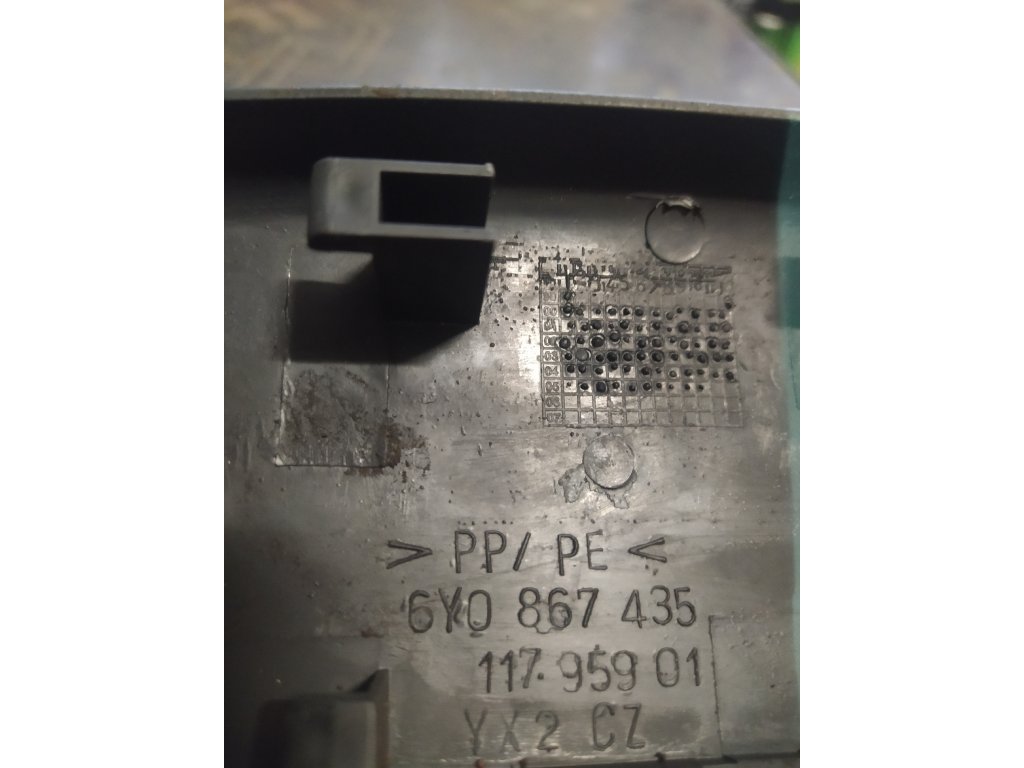 > PP/ PE <
6Y0 867 435
117.959 01
YX2 CZ